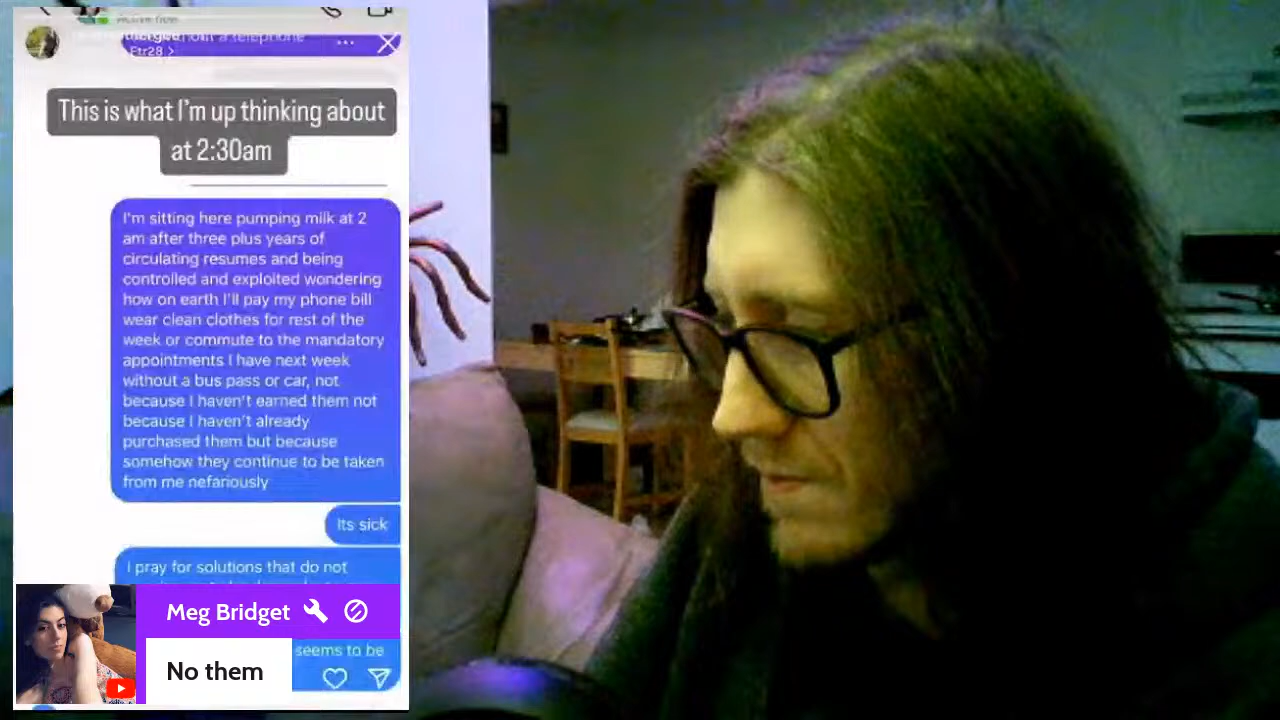 Active now
Etr28 >
This is what I'm up thinking about
at 2:30am
I'm sitting here pumping milk at 2
am after three plus years of
circulating resumes and being
controlled and exploited wondering
how on earth I'll pay my phone bill
wear clean clothes for rest of the
week or commute to the mandatory
appointments I have next week
without a bus pass or car, not
because I haven't earned them not
because I haven't already
purchased them but because
somehow they continue to be taken
from me nefariously
Its sick
I pray for solutions that do not
seems to be
Meg Bridget
No them